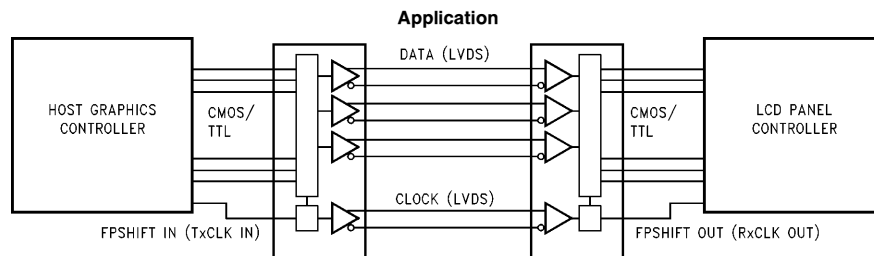 Application
DATA (LVDS)
HOST GRAPHICS
CONTROLLER
CMOS/
TTL
CMOS/
TTL
LCD PANEL
CONTROLLER
CLOCK (LVDS)
FPSHIFT IN (TxCLK IN)
FPSHIFT OUT (RxCLK OUT)